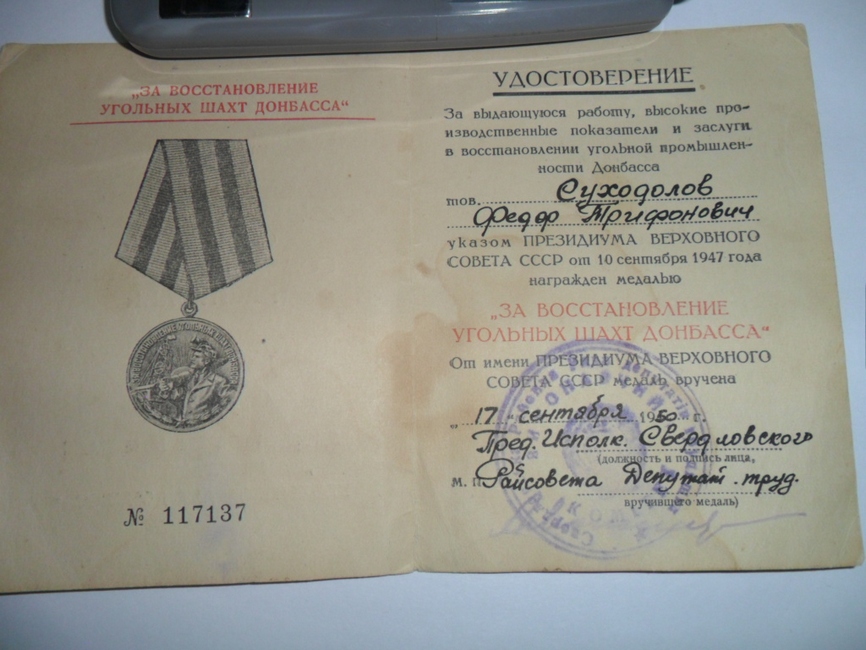 „ЗА ВОССТАНОВЛЕНИЕ
УГОЛЬНЫХ ШАХТ ДОНБАССА“
№ 117137
УДОСТОВЕРЕНИЕ
За выдающуюся работу, высокие про-
изводственные показатели и заслуги
в восстановлении угольной промышлен-
ности Донбасса
тов. Суходолов
Федор Трифонович
указом ПРЕЗИДИУМА ВЕРХОВНОГО
СОВЕТА СССР от 10 сентября 1947 года
награжден медалью
„ЗА ВОССТАНОВЛЕНИЕ
УГОЛЬНЫХ ШАХТ ДОНБАССА“
От имени ПРЕЗИДИУМА ВЕРХОВНОГО
СОВЕТА СССР медаль вручена
„17“ сентября 1950 г.
Пред. Исполк. Свердловского
(должность и подпись лица,
М. П. Райсовета Депутат. труд.
вручившего медаль)